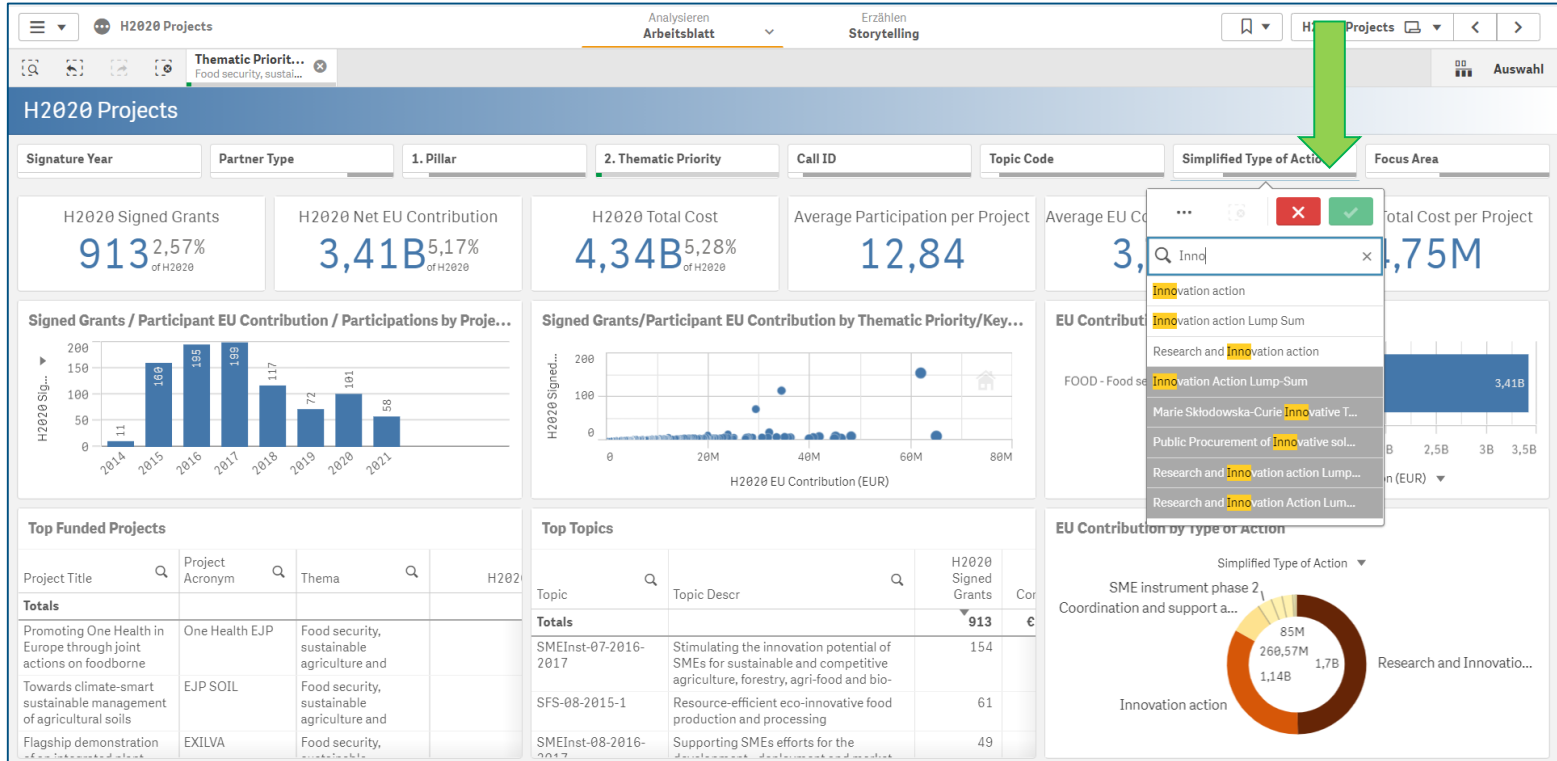 H2020 Projects
Analysieren
Arbeitsblatt
Erzählen
Storytelling
Projects
Thematic Priorit...
Food security, sustai...
Auswahl
H2020 Projects
Signature Year
Partner Type
1. Pillar
2. Thematic Priority
Call ID
Topic Code
Simplified Type of Action
Focus Area
H2020 Signed Grants
913 2,57%
of H2020
H2020 Net EU Contribution
3,41B 5,17%
of H2020
H2020 Total Cost
4,34B 5,28%
of H2020
Average Participation per Project
12,84
Average EU Co
3,
Total Cost per Project
,75M
Inno
Innovation action
Innovation action Lump Sum
Research and Innovation action
Innovation Action Lump-Sum
Marie Skłodowska-Curie Innovative T...
Public Procurement of Innovative sol...
Research and Innovation action Lump...
Research and Innovation Action Lum...
Signed Grants / Participant EU Contribution / Participations by Proje...
H2020 Sig...
200
150
100
50
0
11
160
195
199
117
72
101
58
2014
2015
2016
2017
2018
2019
2020
2021
Signed Grants/Participant EU Contribution by Thematic Priority/Key...
H2020 Signed...
200
100
0
0
20M
40M
60M
80M
H2020 EU Contribution (EUR)
EU Contributi
FOOD - Food se
3,41B
B
2,5B
3B
3,5B
n (EUR)
Top Funded Projects
Project Title
Project
Acronym
Thema
H202
Totals
Promoting One Health in
Europe through joint
actions on foodborne
One Health EJP
Food security,
sustainable
agriculture and
Towards climate-smart
sustainable management
of agricultural soils
EJP SOIL
Food security,
sustainable
agriculture and
Flagship demonstration
of an integrated plant
EXILVA
Food security,
sustainable
Top Topics
Topic
Topic Descr
H2020
Signed
Grants
Cor
Totals
913
€
SMEInst-07-2016-
2017
Stimulating the innovation potential of
SMEs for sustainable and competitive
agriculture, forestry, agri-food and bio-
154
SFS-08-2015-1
Resource-efficient eco-innovative food
production and processing
61
SMEInst-08-2016-
2017
Supporting SMEs efforts for the
development - deployment and market
49
EU Contribution by Type of Action
Simplified Type of Action
SME instrument phase 2
Coordination and support a...
85M
260,57M
1,7B
1,14B
Research and Innovatio...
Innovation action